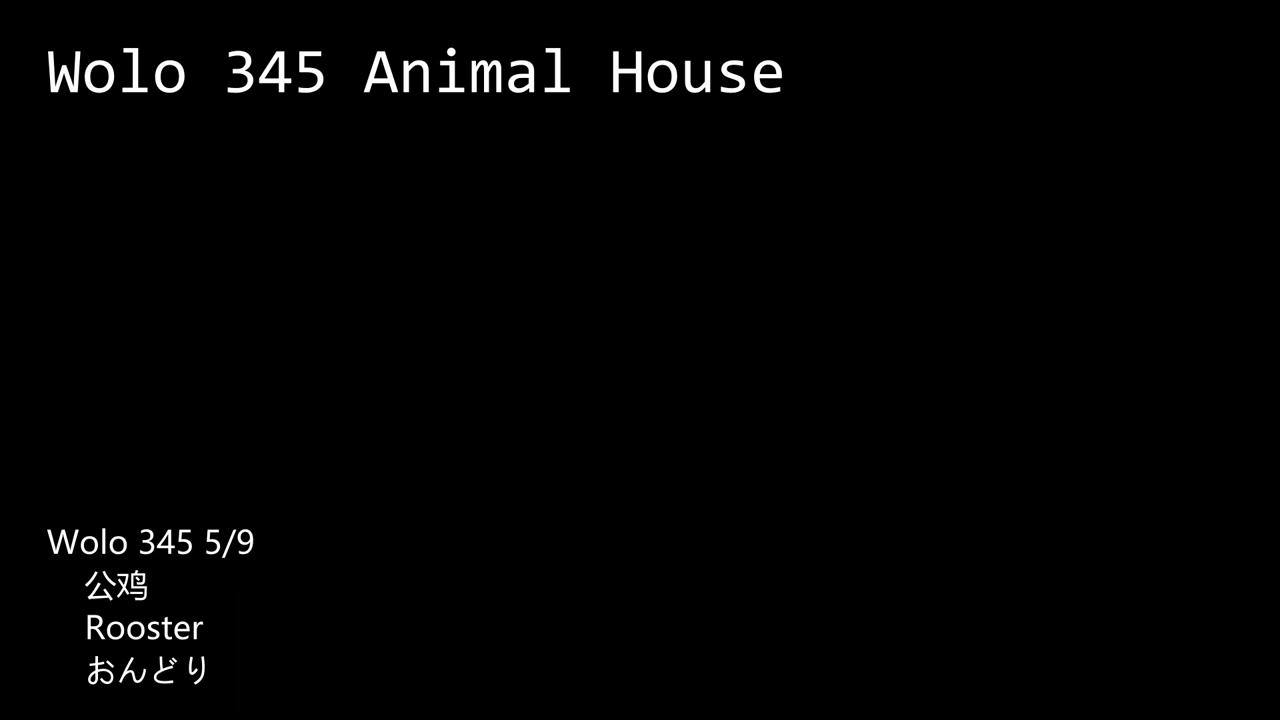 Wolo 345 Animal House
Wolo 345 5/9
公鸡
Rooster
おんどり